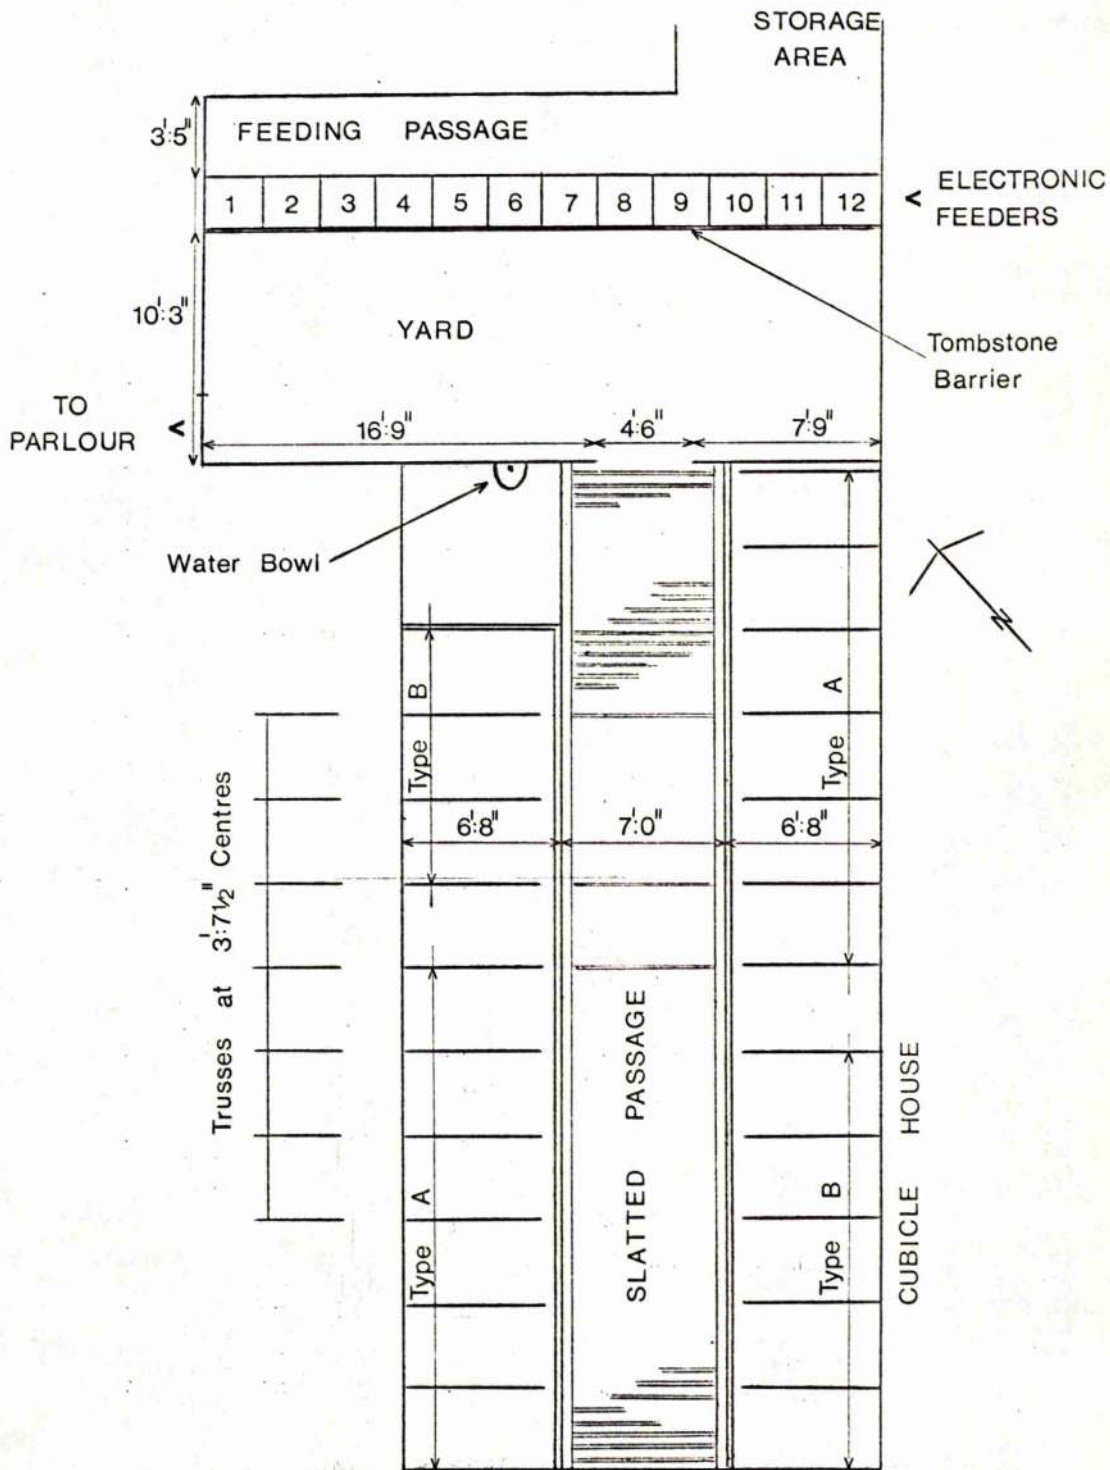 STORAGE
AREA
3':5"
FEEDING PASSAGE
1 2 3 4 5 6 7 8 9 10 11 12
< ELECTRONIC
FEEDERS
10':3"
YARD
Tombstone
Barrier
TO
PARLOUR <
16':9"
4':6"
7':9"
Water Bowl
N
Type B
Type A
6':8"
7':0"
6':8"
Trusses at 3':7½" Centres
SLATTED PASSAGE
Type A
Type B
CUBICLE HOUSE